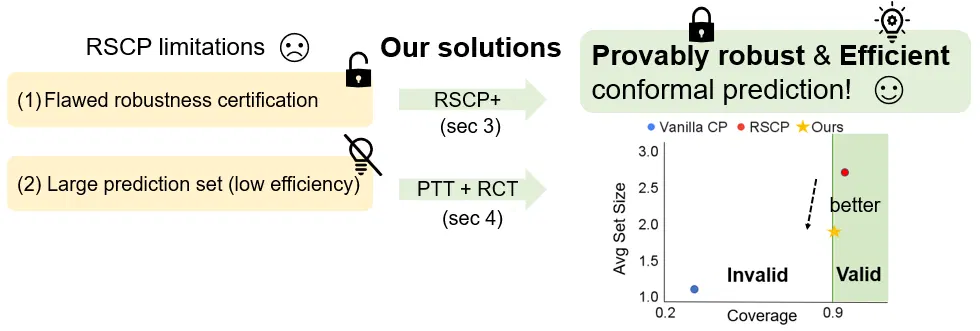 RSCP limitations
(1) Flawed robustness certification
(2) Large prediction set (low efficiency)
Our solutions
RSCP+
(sec 3)
PTT + RCT
(sec 4)
Provably robust & Efficient
conformal prediction!
Vanilla CP RSCP Ours
3.0
2.5
2.0
1.5
1.0
Avg Set Size
better
Invalid Valid
0.2 0.9
Coverage